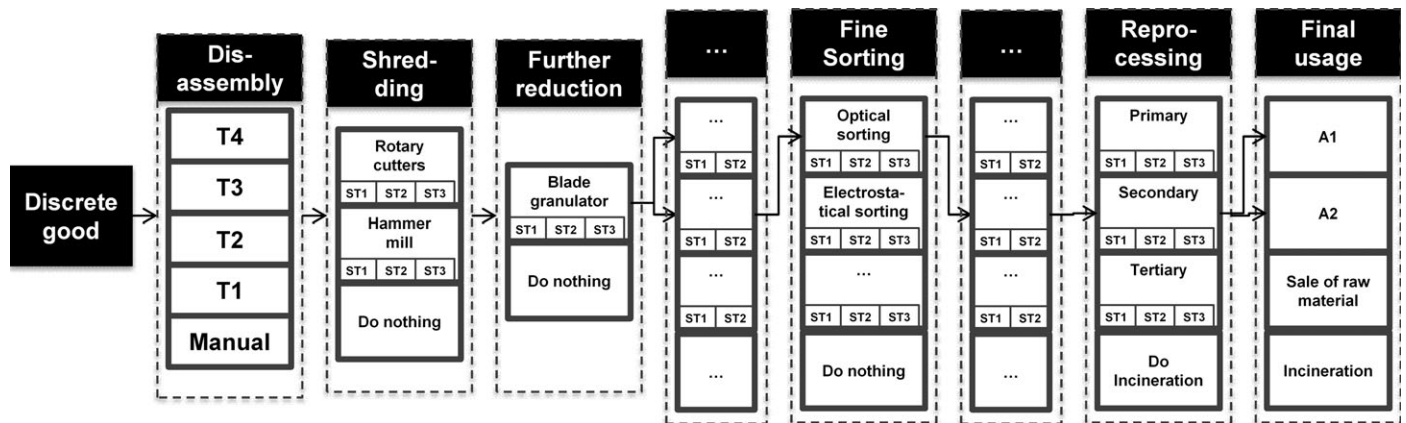 Discrete
good
Dis-
assembly
T4
T3
T2
T1
Manual
Shred-
ding
Rotary
cutters
ST1 ST2 ST3
Hammer
mill
ST1 ST2 ST3
Do nothing
Further
reduction
Blade
granulator
ST1 ST2 ST3
Do nothing
...
...
ST1 ST2
...
ST1 ST2
...
ST1 ST2
...
Fine
Sorting
Optical
sorting
ST1 ST2 ST3
Electrosta-
tical sorting
ST1 ST2 ST3
...
ST1 ST2 ST3
Do nothing
...
...
ST1 ST2
...
ST1 ST2
...
ST1 ST2
...
Repro-
cessing
Primary
ST1 ST2 ST3
Secondary
ST1 ST2 ST3
Tertiary
ST1 ST2 ST3
Do
Incineration
Final
usage
A1
A2
Sale of raw
material
Incineration